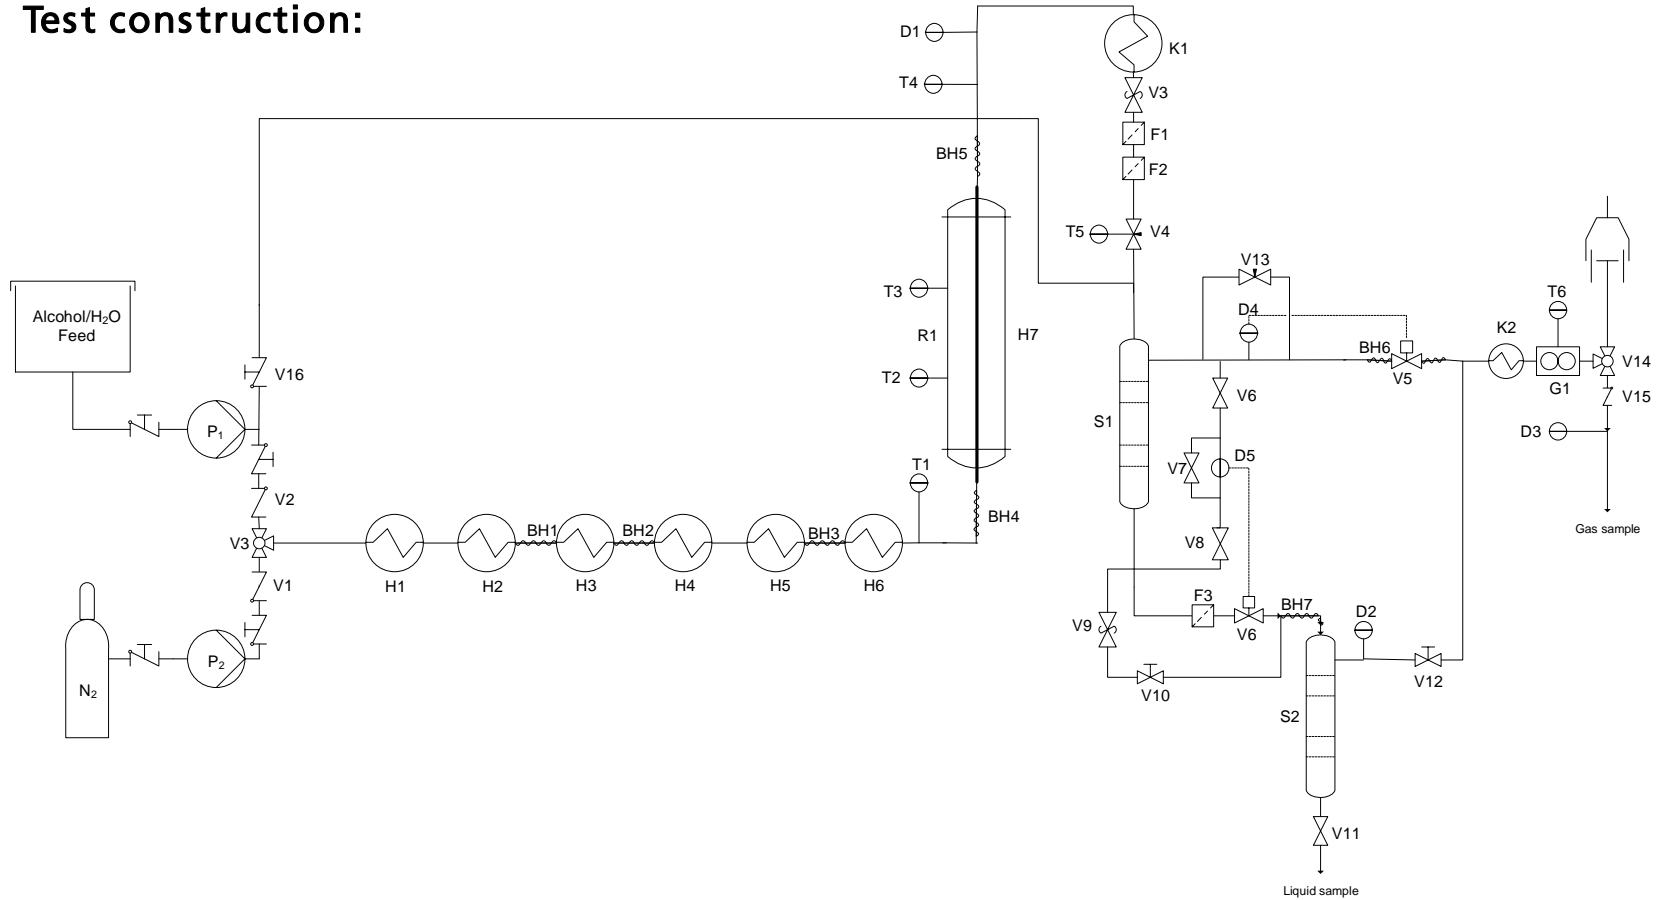 Test construction:
D1
K1
T4
V3
F1
BH5
F2
T5
V4
V13
T3
D4
T6
Alcohol/H₂O
Feed
R1
H7
K2
BH6
V14
V5
G1
V16
T2
V6
V15
P₁
S1
D3
T1
D5
V7
V2
BH4
Gas sample
V3
BH1
BH2
BH3
V8
V1
H1
H2
H3
H4
H5
H6
F3
BH7
D2
V9
V6
P₂
N₂
V10
V12
S2
V11
Liquid sample